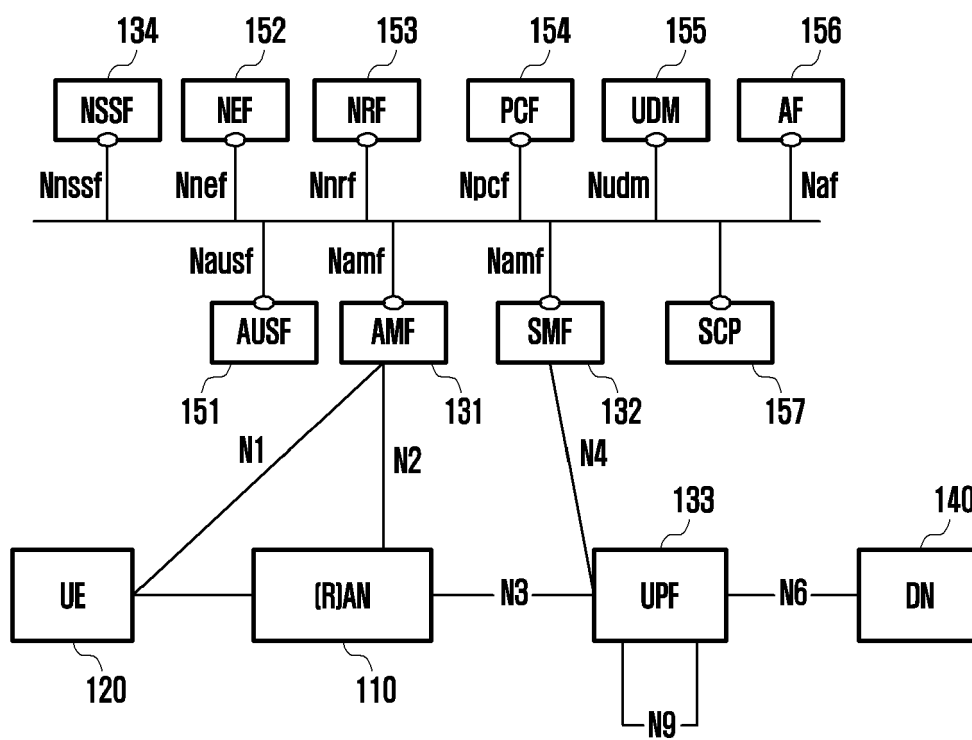 134 152 153 154 155 156
NSSF NEF NRF PCF UDM AF
Nnssf Nnef Nnrf Npcf Nudm Naf
Nausf Namf Namf
AUSF AMF SMF SCP
151 131 132 157
N1 N2 N4
133 140
UE (R)AN N3 UPF N6 DN
120 110
N9